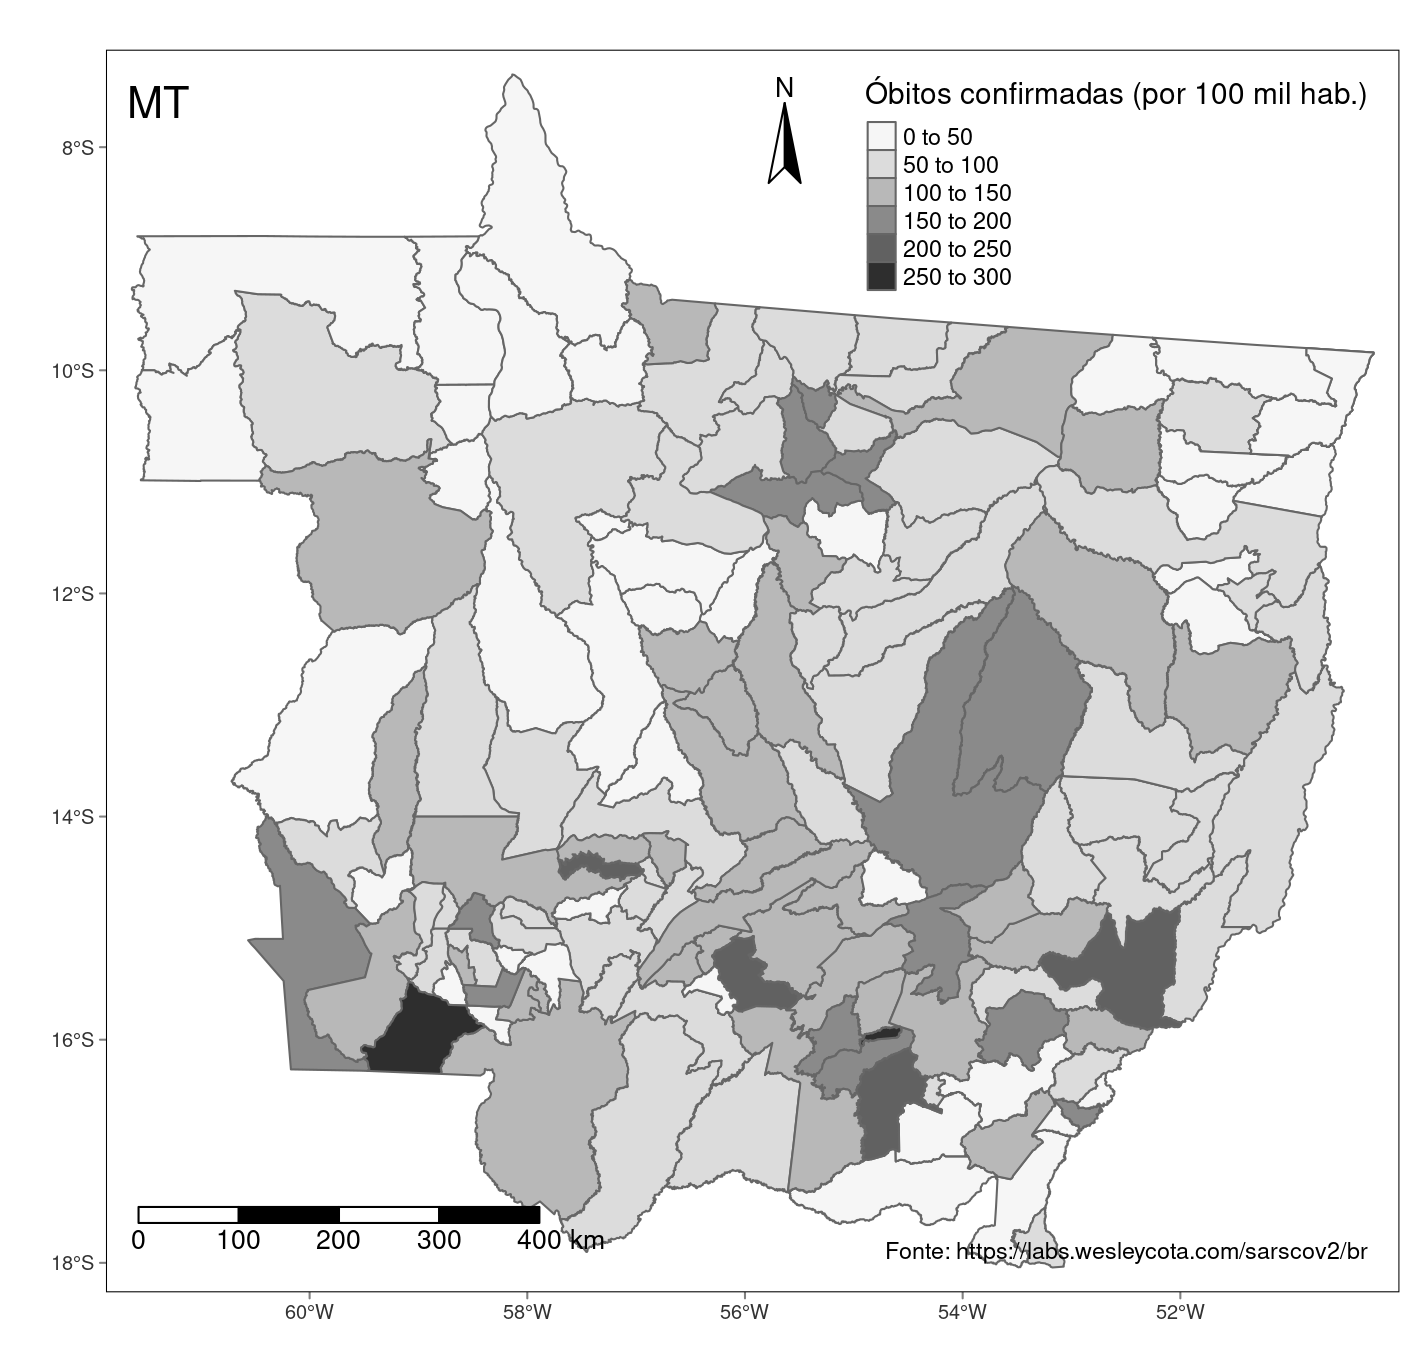 MT
N
Óbitos confirmadas (por 100 mil hab.)
0 to 50
50 to 100
100 to 150
150 to 200
200 to 250
250 to 300
8°S
10°S
12°S
14°S
16°S
18°S
0 100 200 300 400 km
Fonte: https://labs.wesleycota.com/sarscov2/br
60°W 58°W 56°W 54°W 52°W